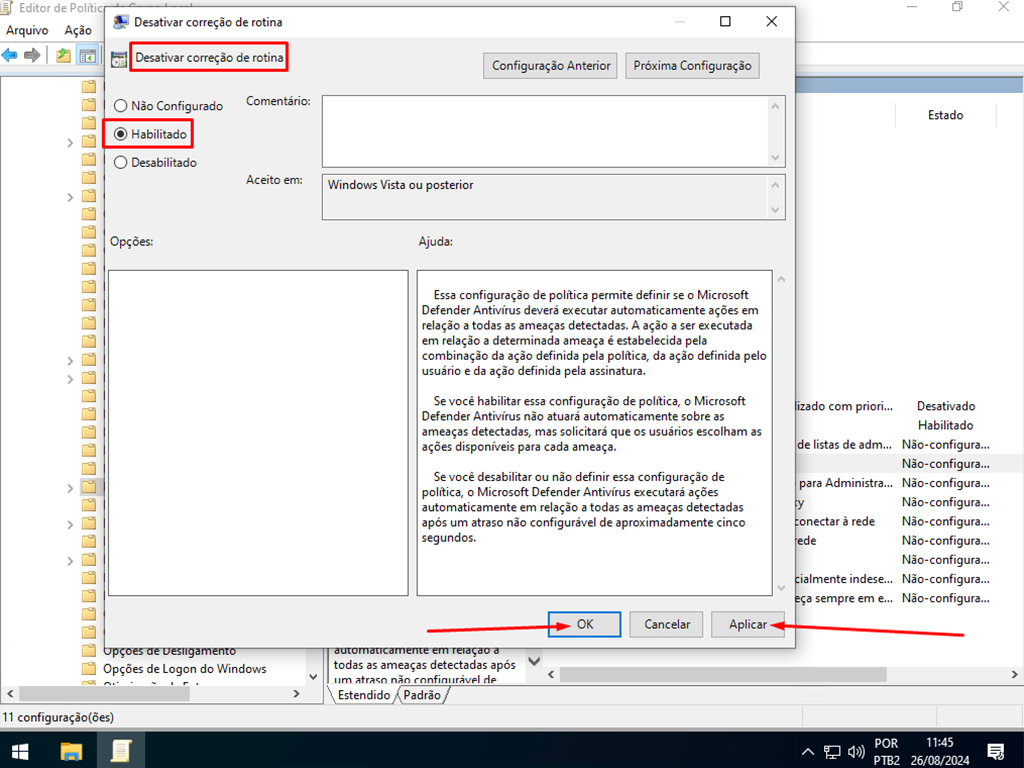 Editor de Política de Grupo Local
Desativar correção de rotina
Arquivo
Ação
Desativar correção de rotina
Configuração Anterior
Próxima Configuração
Não Configurado
Habilitado
Desabilitado
Comentário:
Aceito em:
Windows Vista ou posterior
Estado
Opções:
Ajuda:
Essa configuração de política permite definir se o Microsoft
Defender Antivírus deverá executar automaticamente ações em
relação a todas as ameaças detectadas. A ação a ser executada
em relação a determinada ameaça é estabelecida pela
combinação da ação definida pela política, da ação definida pelo
usuário e da ação definida pela assinatura.
Se você habilitar essa configuração de política, o Microsoft
Defender Antivírus não atuará automaticamente sobre as
ameaças detectadas, mas solicitará que os usuários escolham as
ações disponíveis para cada ameaça.
Se você desabilitar ou não definir essa configuração de
política, o Microsoft Defender Antivírus executará ações
automaticamente em relação a todas as ameaças detectadas
após um atraso não configurável de aproximadamente cinco
segundos.
lizado com priori... Desativado
Habilitado
de listas de adm... Não-configura...
Não-configura...
para Administra... Não-configura...
xy Não-configura...
conectar à rede Não-configura...
rede Não-configura...
Não-configura...
cialmente indese... Não-configura...
eça sempre em e... Não-configura...
OK
Cancelar
Aplicar
Opções de Desligamento
Opções de Logon do Windows
automaticamente em relação a
todas as ameaças detectadas após
um atraso não configurável de
Estendido
Padrão
11 configuração(ões)
POR
PTB2
11:45
26/08/2024